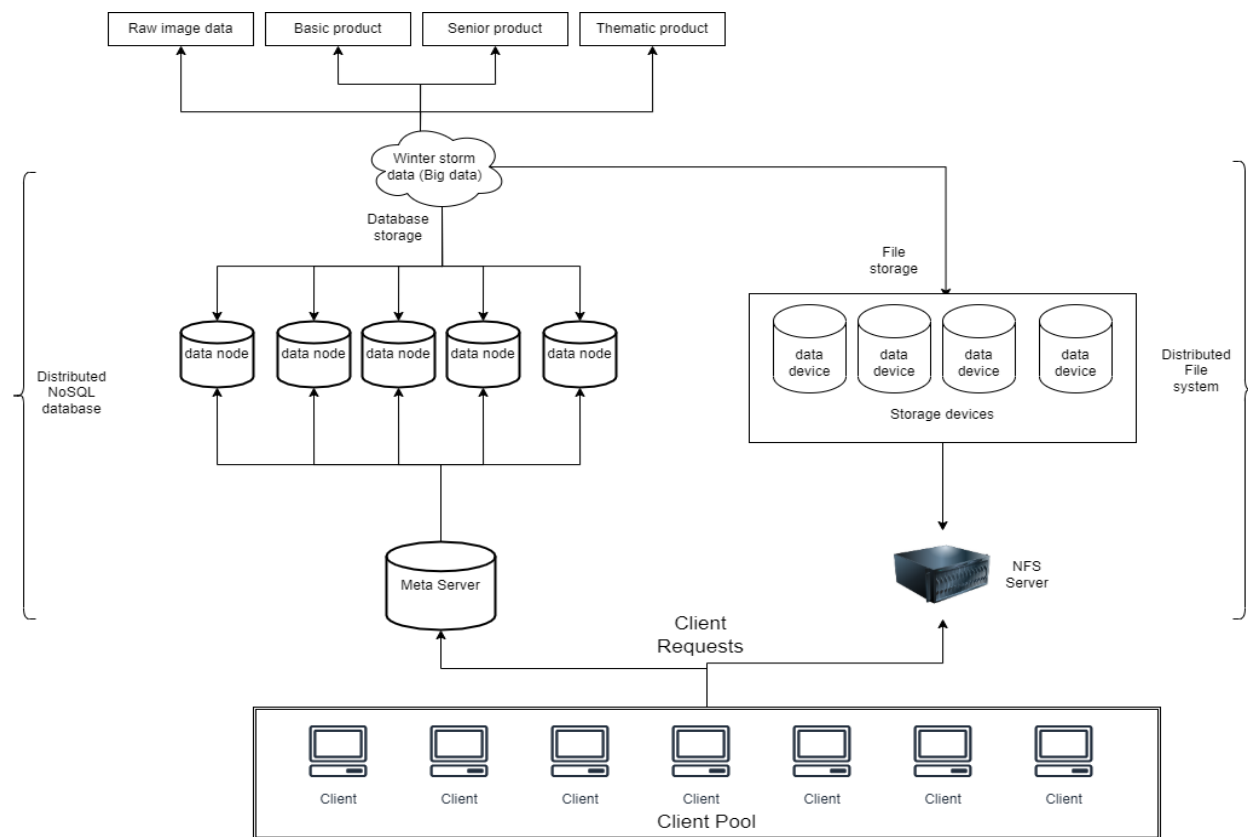 Raw image data
Basic product
Senior product
Thematic product
Winter storm
data (Big data)
Database
storage
File
storage
data node
data node
data node
data node
data node
data
device
data
device
data
device
data
device
Storage devices
Distributed
NoSQL
database
Distributed
File
system
Meta Server
NFS
Server
Client
Requests
Client
Client
Client
Client
Client
Client
Client
Client Pool